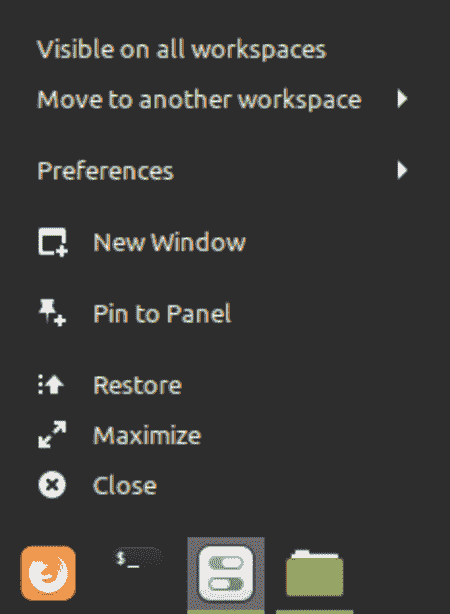 Visible on all workspaces
Move to another workspace
Preferences
New Window
Pin to Panel
Restore
Maximize
Close
$_